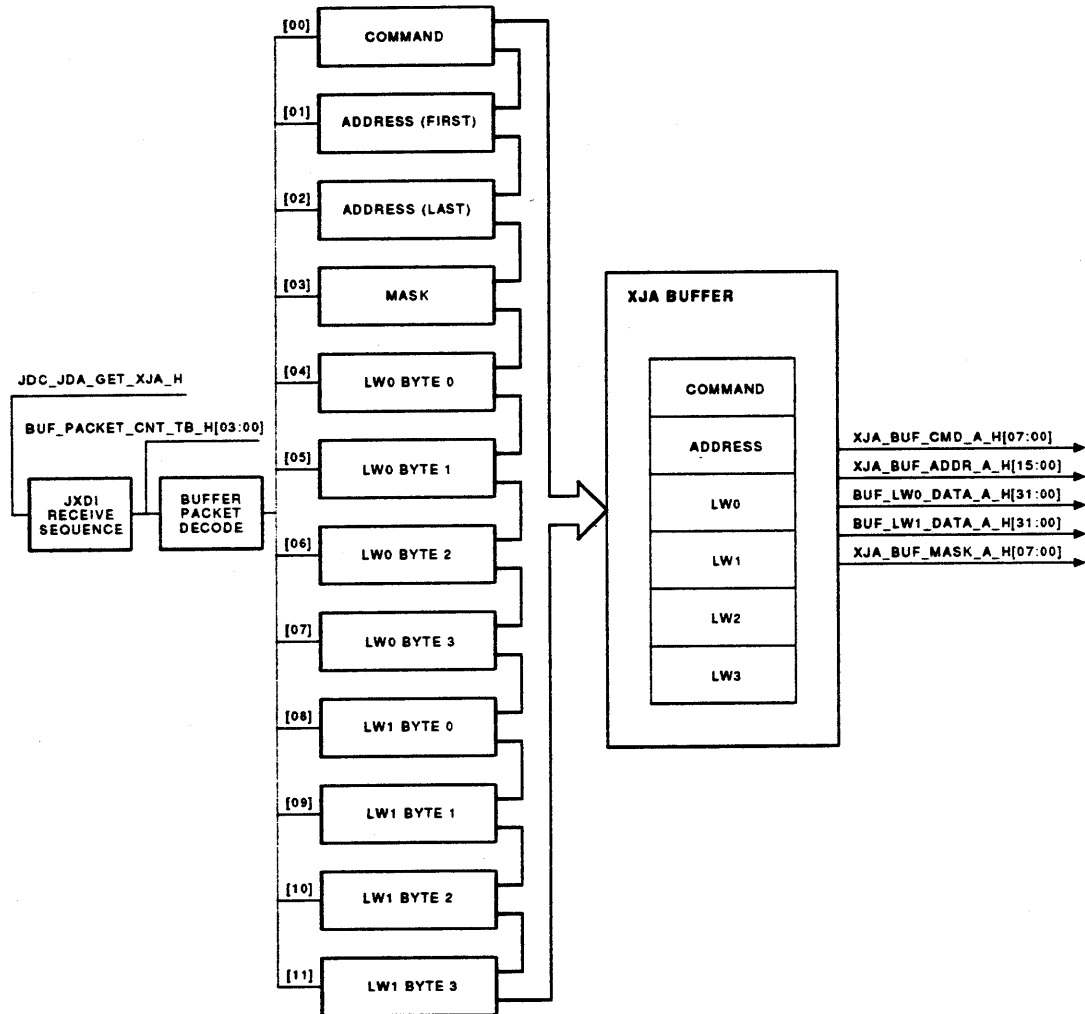 [00]
COMMAND
[01]
ADDRESS (FIRST)
[02]
ADDRESS (LAST)
[03]
MASK
[04]
LW0 BYTE 0
[05]
LW0 BYTE 1
[06]
LW0 BYTE 2
[07]
LW0 BYTE 3
[08]
LW1 BYTE 0
[09]
LW1 BYTE 1
[10]
LW1 BYTE 2
[11]
LW1 BYTE 3
JDC_JDA_GET_XJA_H
BUF_PACKET_CNT_TB_H[03:00]
JXDI
RECEIVE
SEQUENCE
BUFFER
PACKET
DECODE
XJA BUFFER
COMMAND
ADDRESS
LW0
LW1
LW2
LW3
XJA_BUF_CMD_A_H[07:00]
XJA_BUF_ADDR_A_H[15:00]
BUF_LW0_DATA_A_H[31:00]
BUF_LW1_DATA_A_H[31:00]
XJA_BUF_MASK_A_H[07:00]